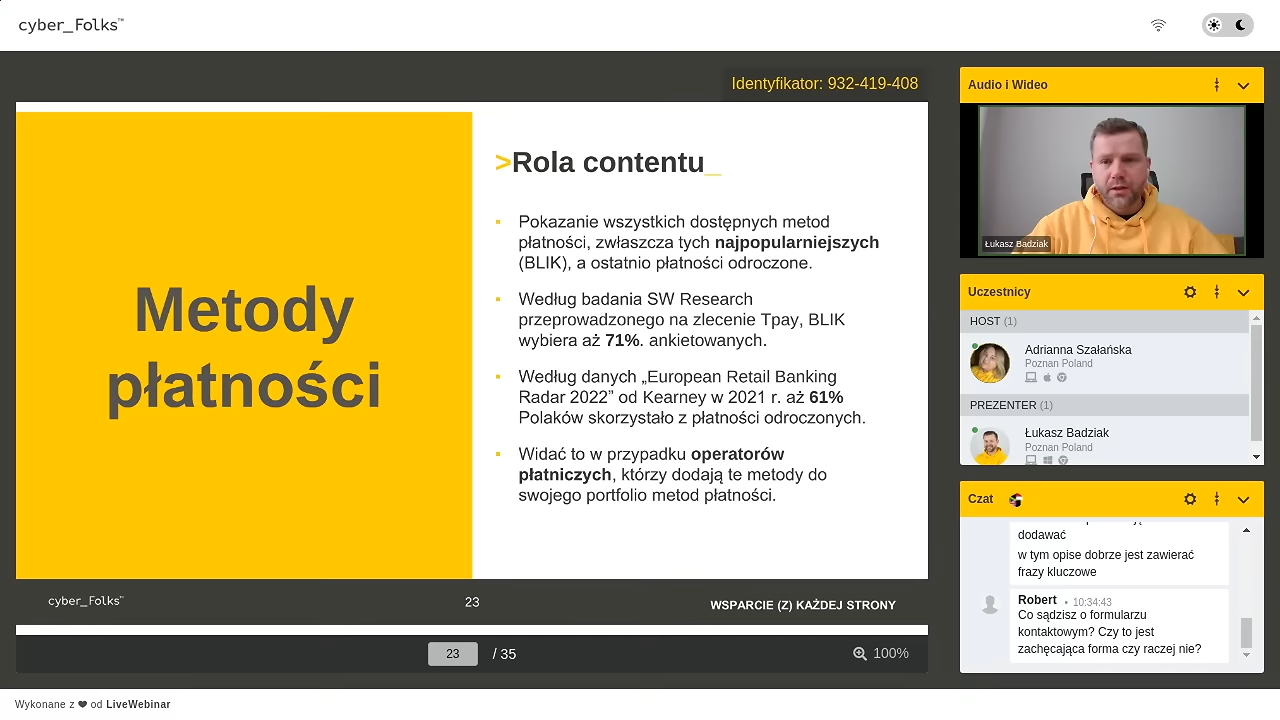 cyber_Folks™
Identyfikator: 932-419-408
Metody
płatności
>Rola contentu_
Pokazanie wszystkich dostępnych metod
płatności, zwłaszcza tych najpopularniejszych
(BLIK), a ostatnio płatności odroczone.
Według badania SW Research
przeprowadzonego na zlecenie Tpay, BLIK
wybiera aż 71%. ankietowanych.
Według danych „European Retail Banking
Radar 2022” od Kearney w 2021 r. aż 61%
Polaków skorzystało z płatności odroczonych.
Widać to w przypadku operatorów
płatniczych, którzy dodają te metody do
swojego portfolio metod płatności.
cyber_Folks™
23
WSPARCIE (Z) KAŻDEJ STRONY
23 / 35
100%
Audio i Wideo
Łukasz Badziak
Uczestnicy
HOST (1)
Adrianna Szałańska
Poznan Poland
PREZENTER (1)
Łukasz Badziak
Poznan Poland
Czat
dodawać
w tym opise dobrze jest zawierać
frazy kluczowe
Robert • 10:34:43
Co sądzisz o formularzu
kontaktowym? Czy to jest
zachęcająca forma czy raczej nie?
Wykonane z ❤ od LiveWebinar